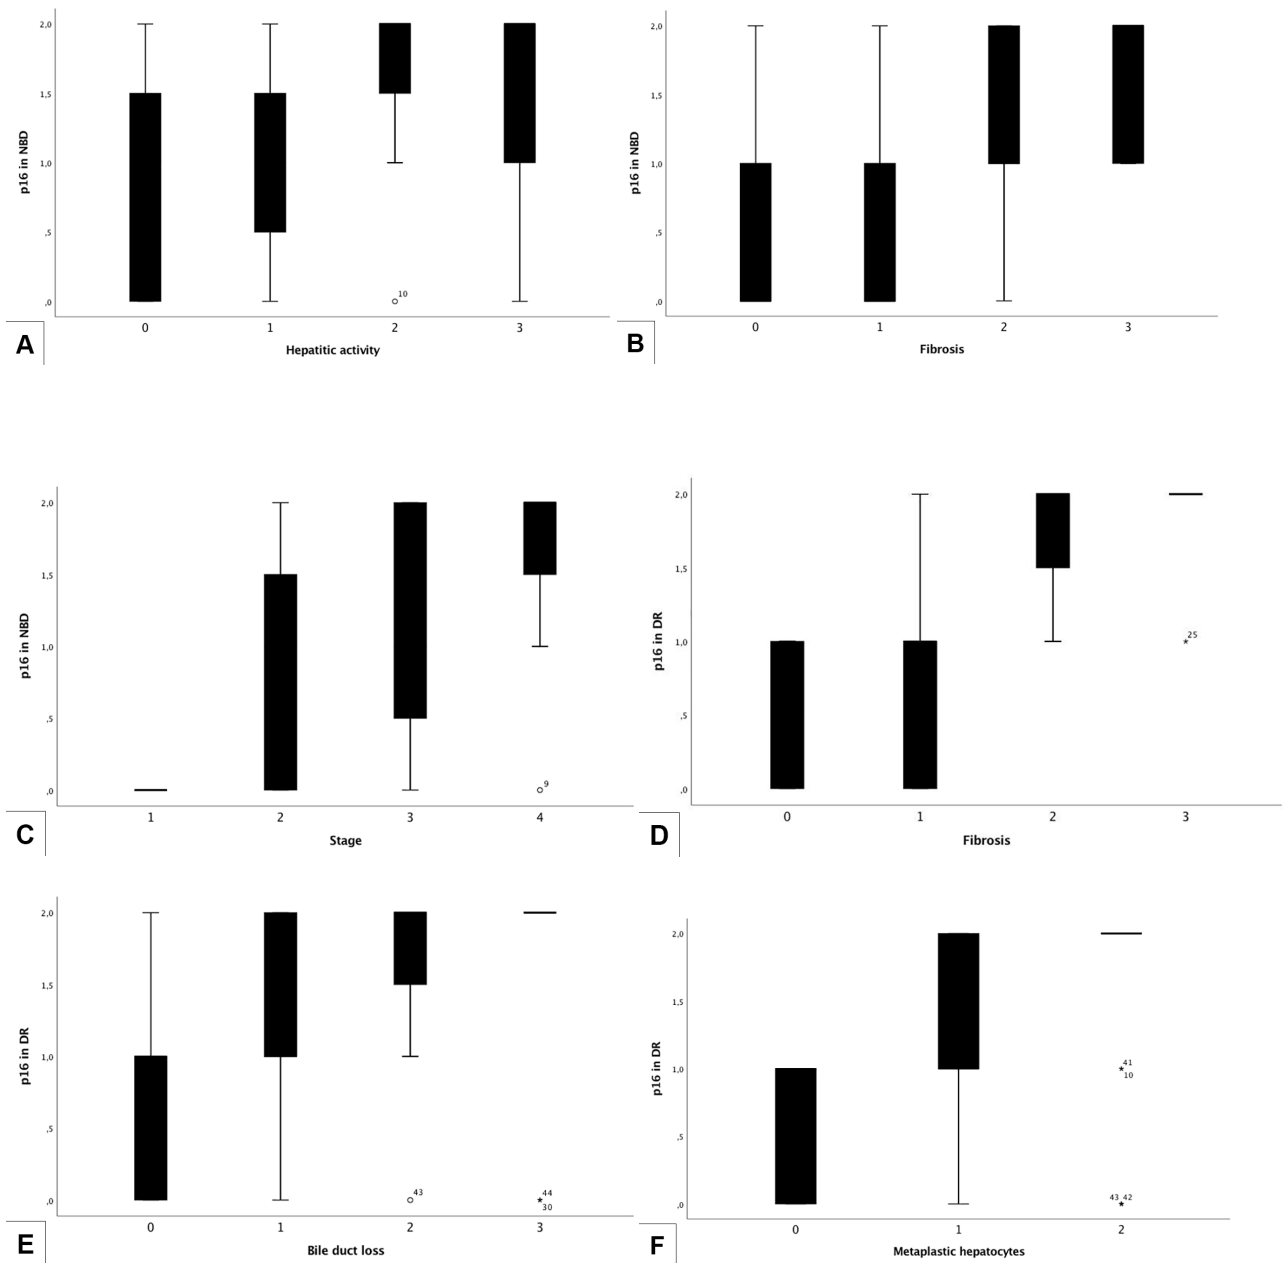 2,0
1,5
1,0
,5
,0
p16 in NBD
10
0 1 2 3
Hepatitic activity
A
2,0
1,5
1,0
,5
,0
p16 in NBD
0 1 2 3
Fibrosis
B
2,0
1,5
1,0
,5
,0
p16 in NBD
9
1 2 3 4
Stage
C
2,0
1,5
1,0
,5
,0
p16 in DR
25
0 1 2 3
Fibrosis
D
2,0
1,5
1,0
,5
,0
p16 in DR
43
44
30
0 1 2 3
Bile duct loss
E
2,0
1,5
1,0
,5
,0
p16 in DR
41
10
43 42
0 1 2
Metaplastic hepatocytes
F